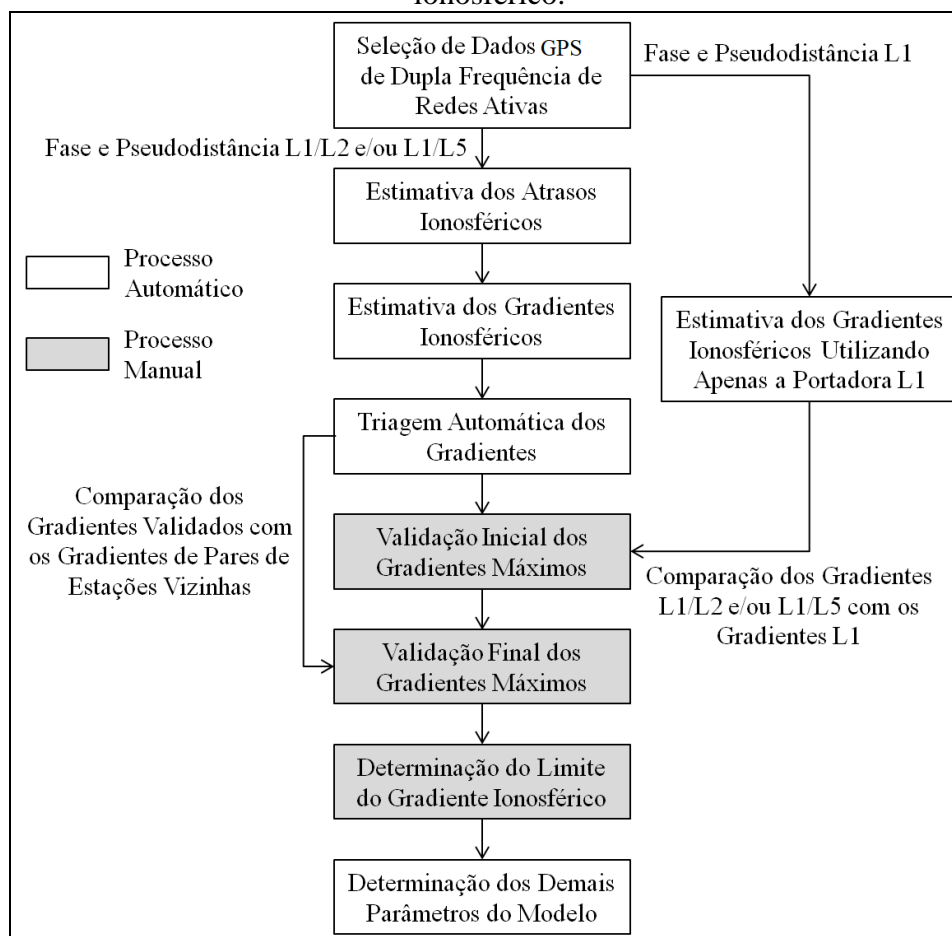 ionosférico.
Seleção de Dados GPS
de Dupla Frequência de
Redes Ativas
Fase e Pseudodistância L1
Fase e Pseudodistância L1/L2 e/ou L1/L5
Estimativa dos Atrasos
Ionosféricos
Processo
Automático
Processo
Manual
Estimativa dos Gradientes
Ionosféricos
Estimativa dos Gradientes
Ionosféricos Utilizando
Apenas a Portadora L1
Triagem Automática dos
Gradientes
Comparação dos
Gradientes Validados com
os Gradientes de Pares de
Estações Vizinhas
Validação Inicial dos
Gradientes Máximos
Comparação dos Gradientes
L1/L2 e/ou L1/L5 com os
Gradientes L1
Validação Final dos
Gradientes Máximos
Determinação do Limite
do Gradiente Ionosférico
Determinação dos Demais
Parâmetros do Modelo